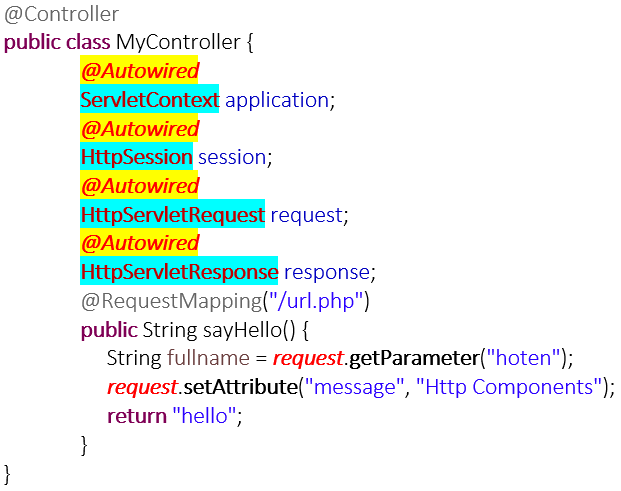 @Controller
public class MyController {
@Autowired
ServletContext application;
@Autowired
HttpSession session;
@Autowired
HttpServletRequest request;
@Autowired
HttpServletResponse response;
@RequestMapping("/url.php")
public String sayHello() {
String fullname = request.getParameter("hoten");
request.setAttribute("message", "Http Components");
return "hello";
}
}